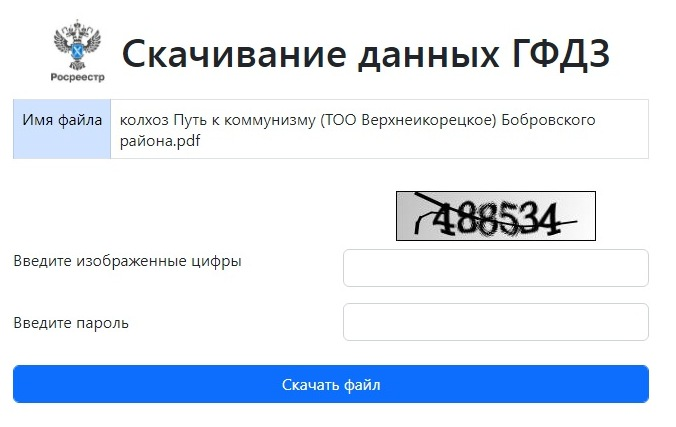 Росреестр
Скачивание данных ГФДЗ
Имя файла
колхоз Путь к коммунизму (ТОО Верхнеикорецкое) Бобровского
района.pdf
488534
Введите изображенные цифры
Введите пароль
Скачать файл